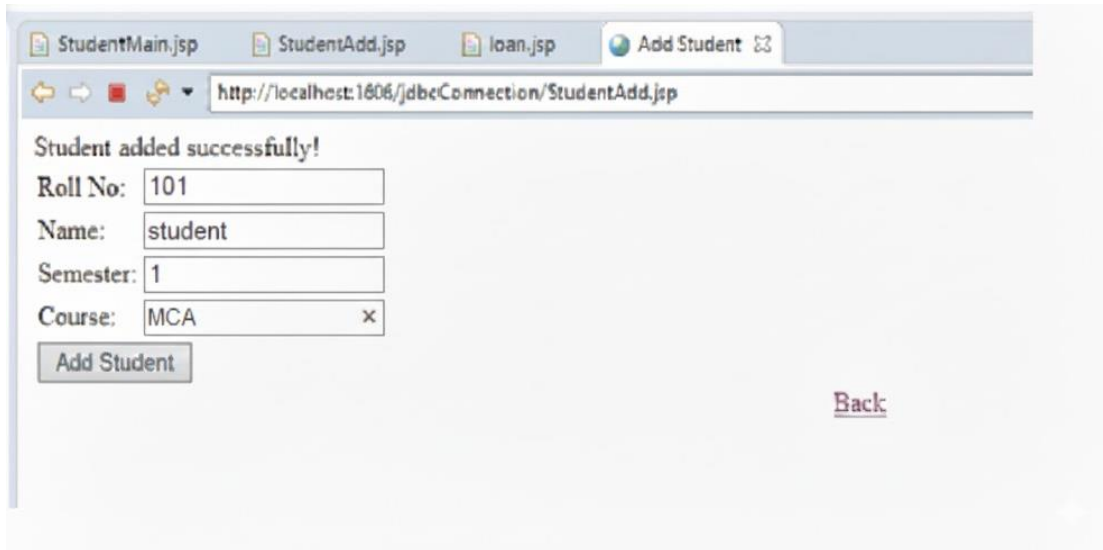 StudentMain.jsp StudentAdd.jsp loan.jsp Add Student
http://localhost:1606/jdbcConnection/StudentAdd.jsp
Student added successfully!
Roll No: 101
Name: student
Semester: 1
Course: MCA
Add Student
Back